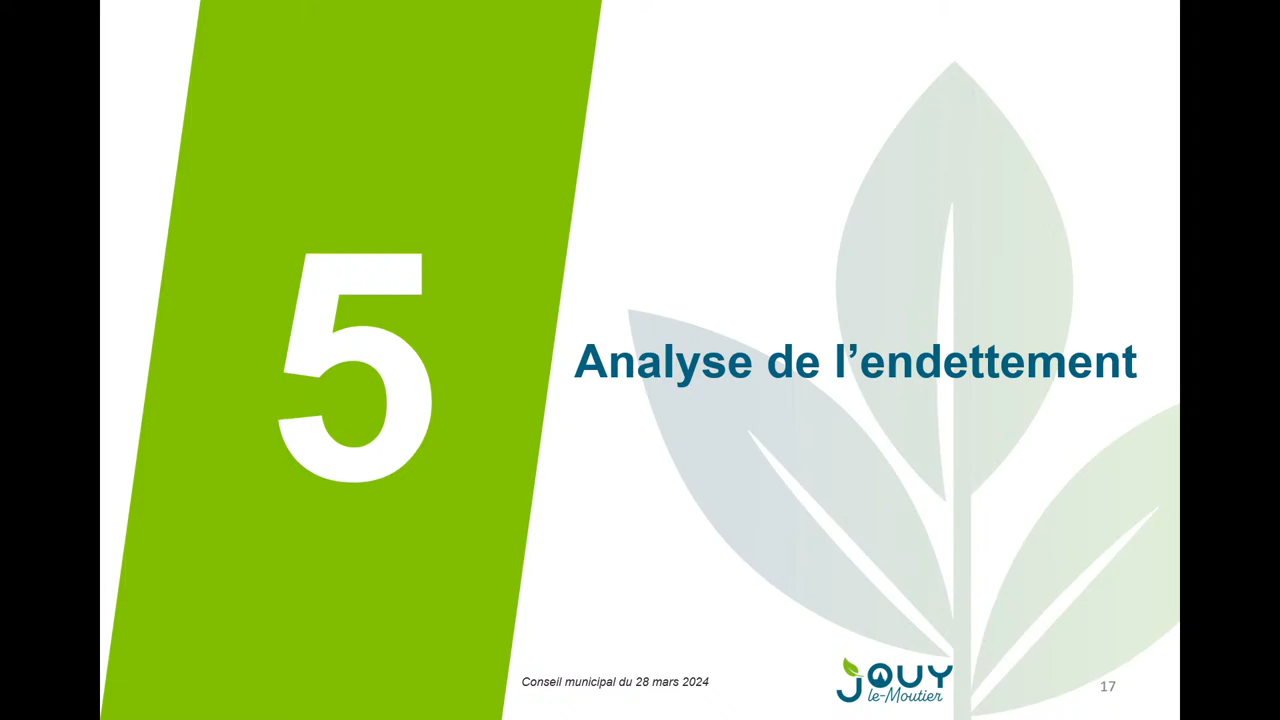 5
Analyse de l’endettement
Conseil municipal du 28 mars 2024
JOUY
le-Moutier
17